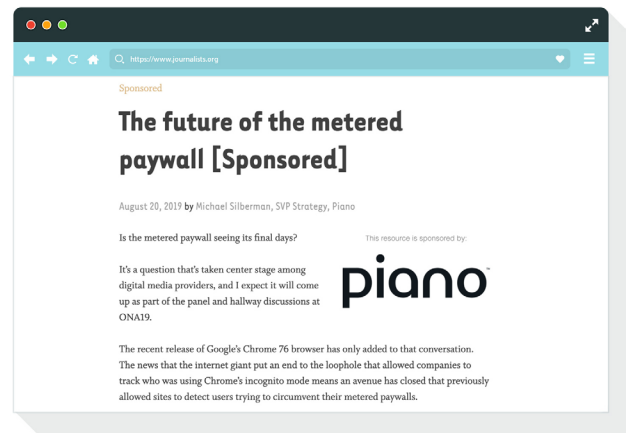 https://www.journalists.org
Sponsored
The future of the metered
paywall [Sponsored]
August 20, 2019 by Michael Silberman, SVP Strategy, Piano
Is the metered paywall seeing its final days?
This resource is sponsored by:
piano™
It's a question that's taken center stage among
digital media providers, and I expect it will come
up as part of the panel and hallway discussions at
ONA19.
The recent release of Google's Chrome 76 browser has only added to that conversation.
The news that the internet giant put an end to the loophole that allowed companies to
track who was using Chrome's incognito mode means an avenue has closed that previously
allowed sites to detect users trying to circumvent their metered paywalls.